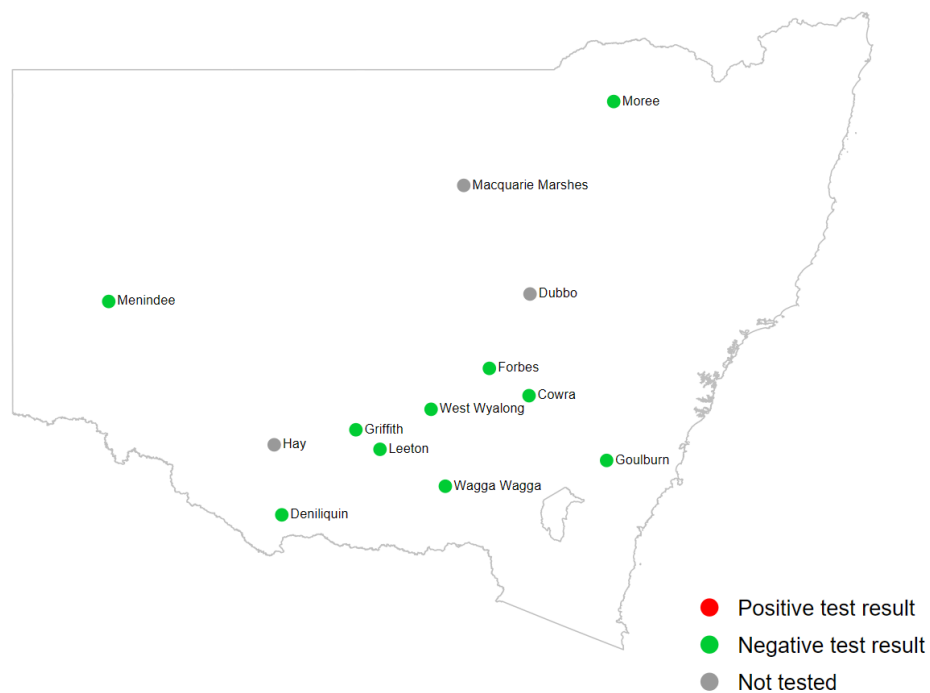 Moree
Macquarie Marshes
Dubbo
Menindee
Forbes
Cowra
West Wyalong
Griffith
Hay
Leeton
Goulburn
Wagga Wagga
Deniliquin
Positive test result
Negative test result
Not tested